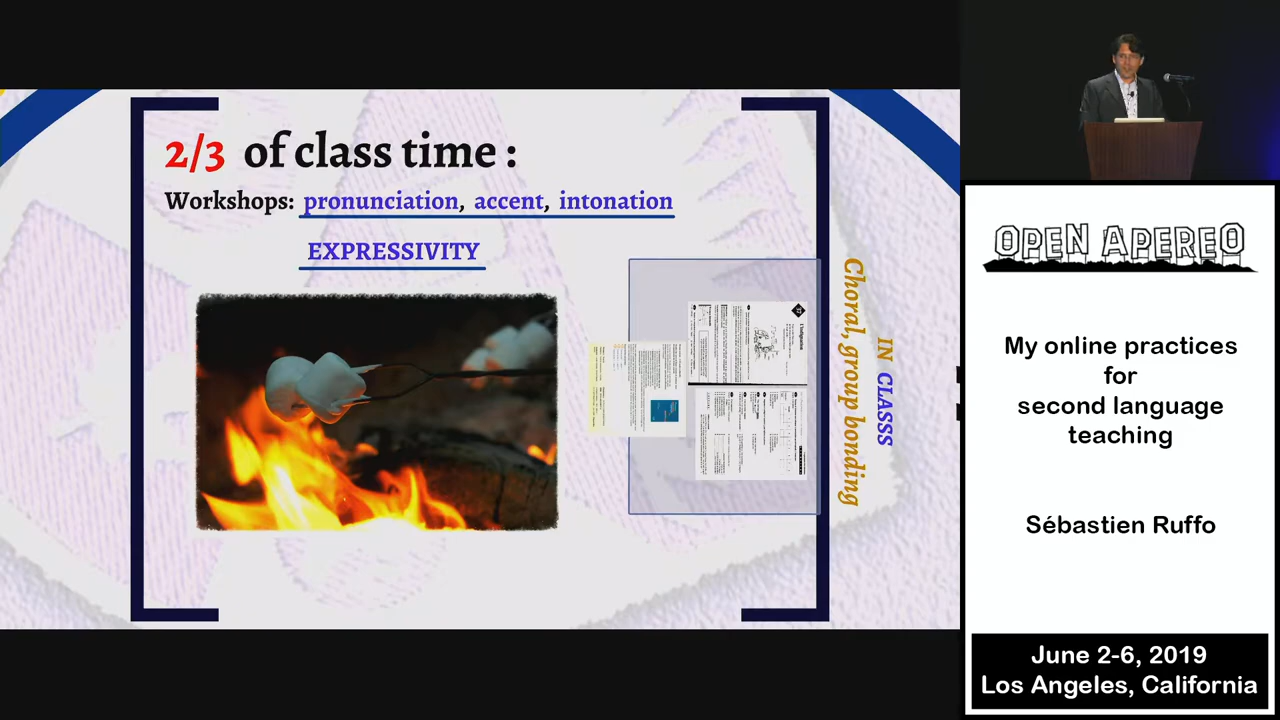 2/3 of class time :
Workshops: pronunciation, accent, intonation
EXPRESSIVITY
IN CLASSS
Choral, group bonding
OPEN APEREO
My online practices
for
second language
teaching
Sébastien Ruffo
June 2-6, 2019
Los Angeles, California